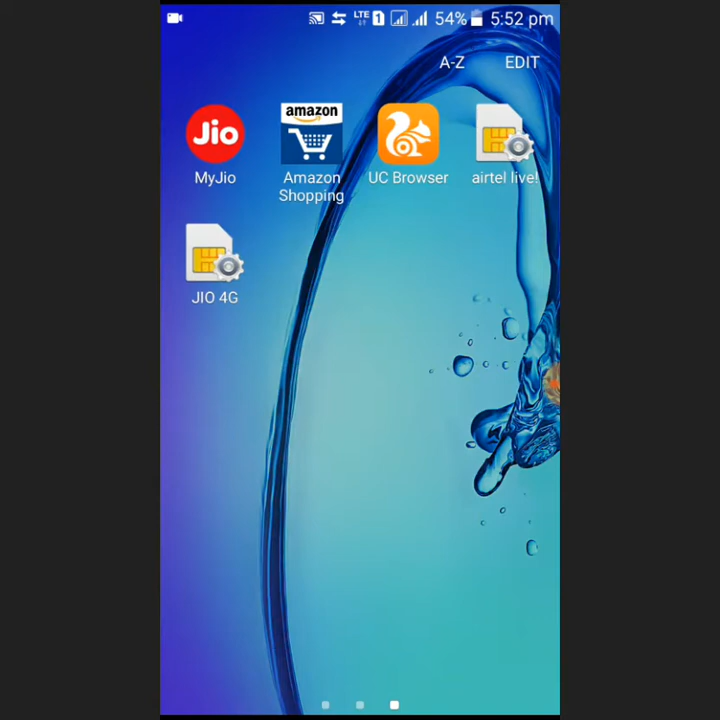 LTE 1 54% 5:52 pm
A-Z EDIT
Jio
amazon
MyJio
Amazon
Shopping
UC Browser
airtel live!
JIO 4G